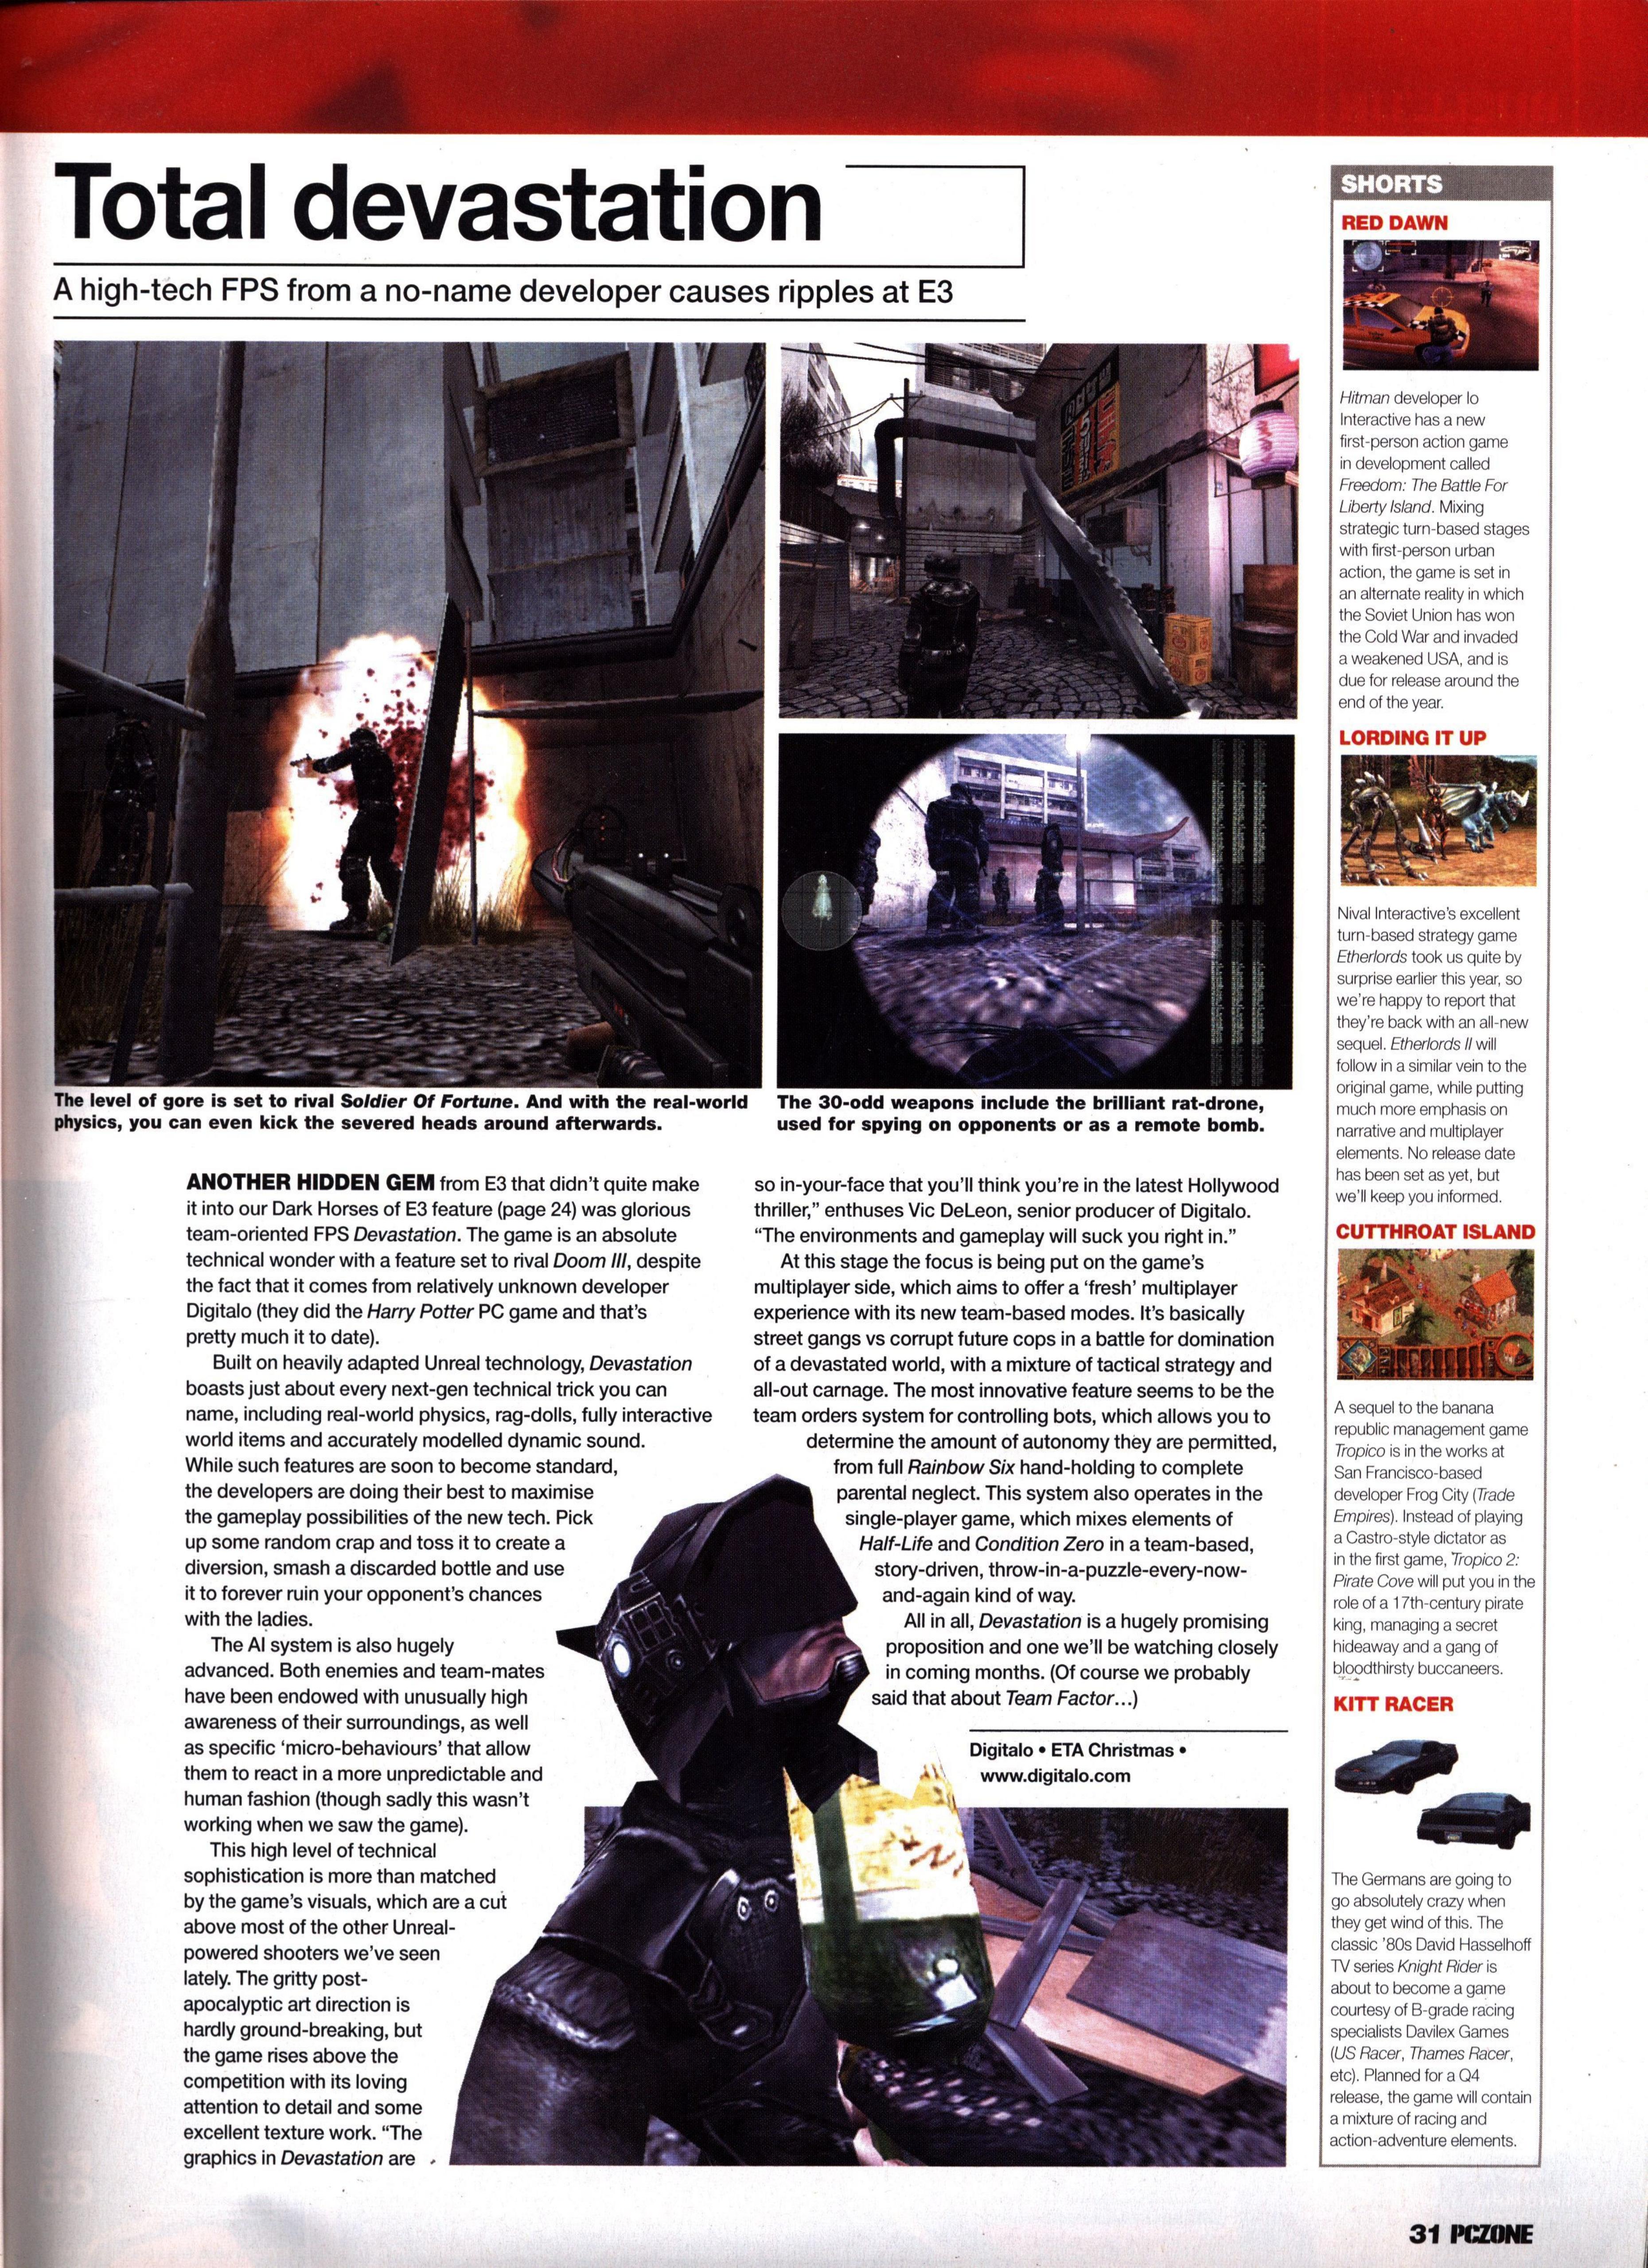 Total devastation
A high-tech FPS from a no-name developer causes ripples at E3
The level of gore is set to rival Soldier Of Fortune. And with the real-world
physics, you can even kick the severed heads around afterwards.
The 30-odd weapons include the brilliant rat-drone,
used for spying on opponents or as a remote bomb.
ANOTHER HIDDEN GEM from E3 that didn't quite make
it into our Dark Horses of E3 feature (page 24) was glorious
team-oriented FPS Devastation. The game is an absolute
technical wonder with a feature set to rival Doom III, despite
the fact that it comes from relatively unknown developer
Digitalo (they did the Harry Potter PC game and that's
pretty much it to date).
Built on heavily adapted Unreal technology, Devastation
boasts just about every next-gen technical trick you can
name, including real-world physics, rag-dolls, fully interactive
world items and accurately modelled dynamic sound.
While such features are soon to become standard,
the developers are doing their best to maximise
the gameplay possibilities of the new tech. Pick
up some random crap and toss it to create a
diversion, smash a discarded bottle and use
it to forever ruin your opponent's chances
with the ladies.
The AI system is also hugely
advanced. Both enemies and team-mates
have been endowed with unusually high
awareness of their surroundings, as well
as specific 'micro-behaviours' that allow
them to react in a more unpredictable and
human fashion (though sadly this wasn't
working when we saw the game).
This high level of technical
sophistication is more than matched
by the game's visuals, which are a cut
above most of the other Unreal-
powered shooters we've seen
lately. The gritty post-
apocalyptic art direction is
hardly ground-breaking, but
the game rises above the
competition with its loving
attention to detail and some
excellent texture work. “The
graphics in Devastation are
so in-your-face that you'll think you're in the latest Hollywood
thriller,” enthuses Vic DeLeon, senior producer of Digitalo.
“The environments and gameplay will suck you right in.”
At this stage the focus is being put on the game's
multiplayer side, which aims to offer a 'fresh' multiplayer
experience with its new team-based modes. It's basically
street gangs vs corrupt future cops in a battle for domination
of a devastated world, with a mixture of tactical strategy and
all-out carnage. The most innovative feature seems to be the
team orders system for controlling bots, which allows you to
determine the amount of autonomy they are permitted,
from full Rainbow Six hand-holding to complete
parental neglect. This system also operates in the
single-player game, which mixes elements of
Half-Life and Condition Zero in a team-based,
story-driven, throw-in-a-puzzle-every-now-
and-again kind of way.
All in all, Devastation is a hugely promising
proposition and one we'll be watching closely
in coming months. (Of course we probably
said that about Team Factor...)
Digitalo • ETA Christmas •
www.digitalo.com
SHORTS
RED DAWN
Hitman developer Io
Interactive has a new
first-person action game
in development called
Freedom: The Battle For
Liberty Island. Mixing
strategic turn-based stages
with first-person urban
action, the game is set in
an alternate reality in which
the Soviet Union has won
the Cold War and invaded
a weakened USA, and is
due for release around the
end of the year.
LORDING IT UP
Nival Interactive's excellent
turn-based strategy game
Etherlords took us quite by
surprise earlier this year, so
we're happy to report that
they're back with an all-new
sequel. Etherlords II will
follow in a similar vein to the
original game, while putting
much more emphasis on
narrative and multiplayer
elements. No release date
has been set as yet, but
we'll keep you informed.
CUTTHROAT ISLAND
A sequel to the banana
republic management game
Tropico is in the works at
San Francisco-based
developer Frog City (Trade
Empires). Instead of playing
a Castro-style dictator as
in the first game, Tropico 2:
Pirate Cove will put you in the
role of a 17th-century pirate
king, managing a secret
hideaway and a gang of
bloodthirsty buccaneers.
KITT RACER
The Germans are going to
go absolutely crazy when
they get wind of this. The
classic '80s David Hasselhoff
TV series Knight Rider is
about to become a game
courtesy of B-grade racing
specialists Davilex Games
(US Racer, Thames Racer,
etc). Planned for a Q4
release, the game will contain
a mixture of racing and
action-adventure elements.
31 PCZONE